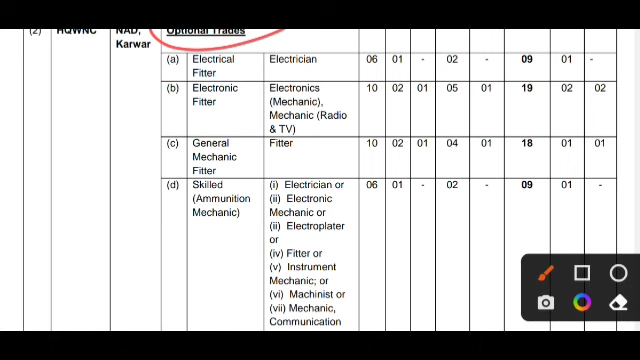 (2) HQWNC NAD, Optional Trades
Karwar
(a) Electrical Electrician 06 01 - 02 - 09 01 -
Fitter
(b) Electronic Electronics 10 02 01 05 01 19 02 02
Fitter (Mechanic),
Mechanic (Radio
& TV)
(c) General Fitter 10 02 01 04 01 18 01 01
Mechanic
Fitter
(d) Skilled (i) Electrician or 06 01 - 02 - 09 01 -
(Ammunition (ii) Electronic
Mechanic) Mechanic or
(ii) Electroplater
or
(iv) Fitter or
(v) Instrument
Mechanic; or
(vi) Machinist or
(vii) Mechanic,
Communication